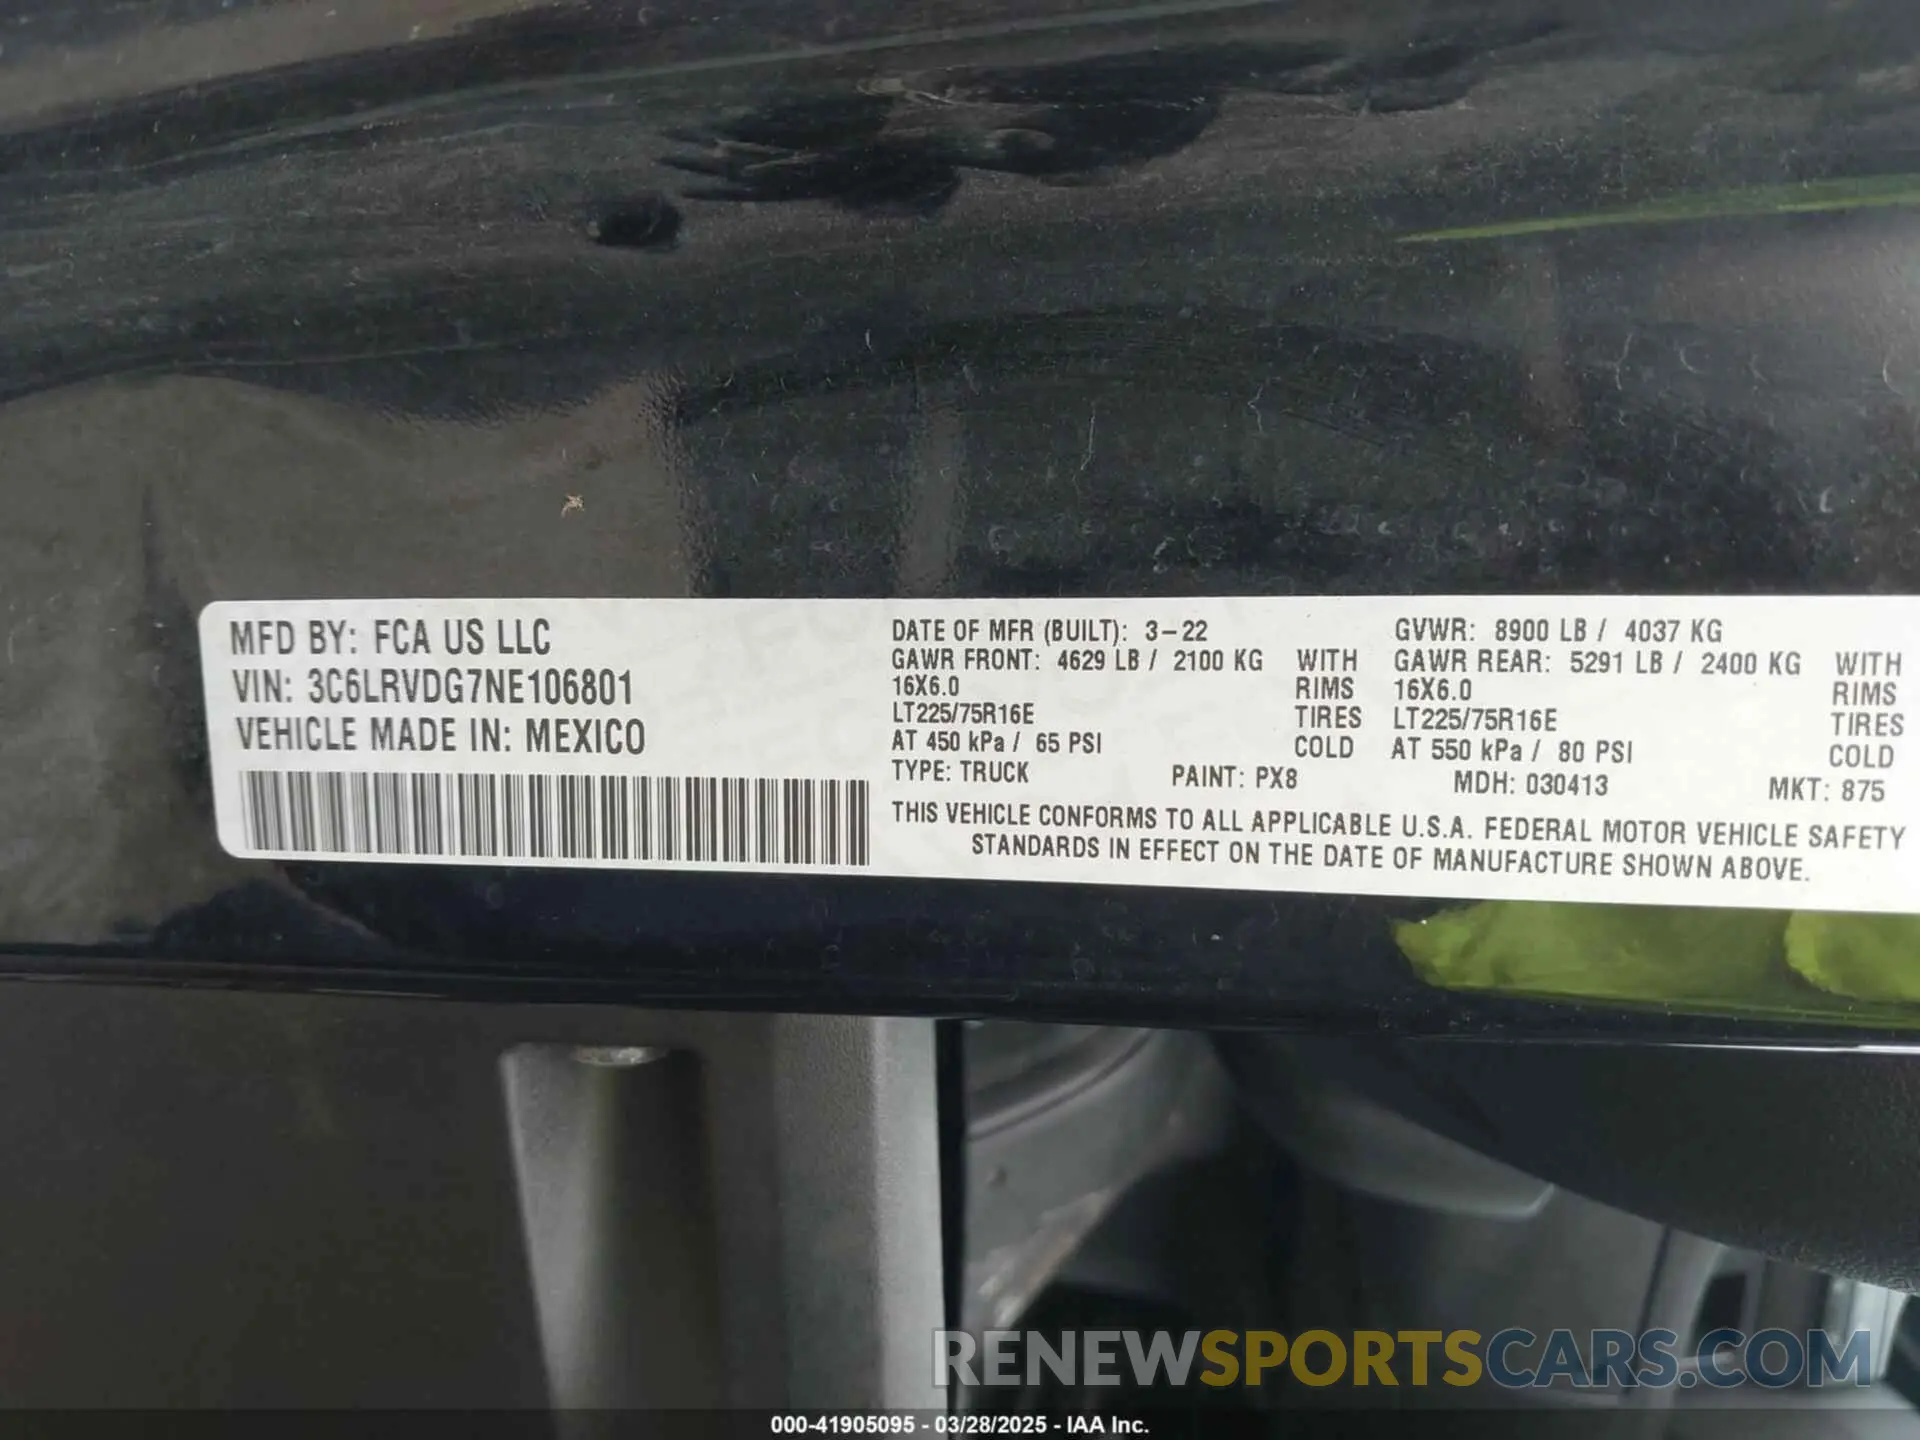 MFD BY: FCA US LLC
VIN: 3C6LRVDG7NE106801
VEHICLE MADE IN: MEXICO
DATE OF MFR (BUILT): 3-22 GVWR: 8900 LB / 4037 KG
GAWR FRONT: 4629 LB / 2100 KG WITH GAWR REAR: 5291 LB / 2400 KG WITH
16X6.0 RIMS 16X6.0 RIMS
LT225/75R16E TIRES LT225/75R16E TIRES
AT 450 kPa / 65 PSI COLD AT 550 kPa / 80 PSI COLD
TYPE: TRUCK PAINT: PX8 MDH: 030413 MKT: 875
THIS VEHICLE CONFORMS TO ALL APPLICABLE U.S.A. FEDERAL MOTOR VEHICLE SAFETY
STANDARDS IN EFFECT ON THE DATE OF MANUFACTURE SHOWN ABOVE.
RENEWSPORTSCARS.COM
000-41905095 - 03/28/2025 - IAA Inc.